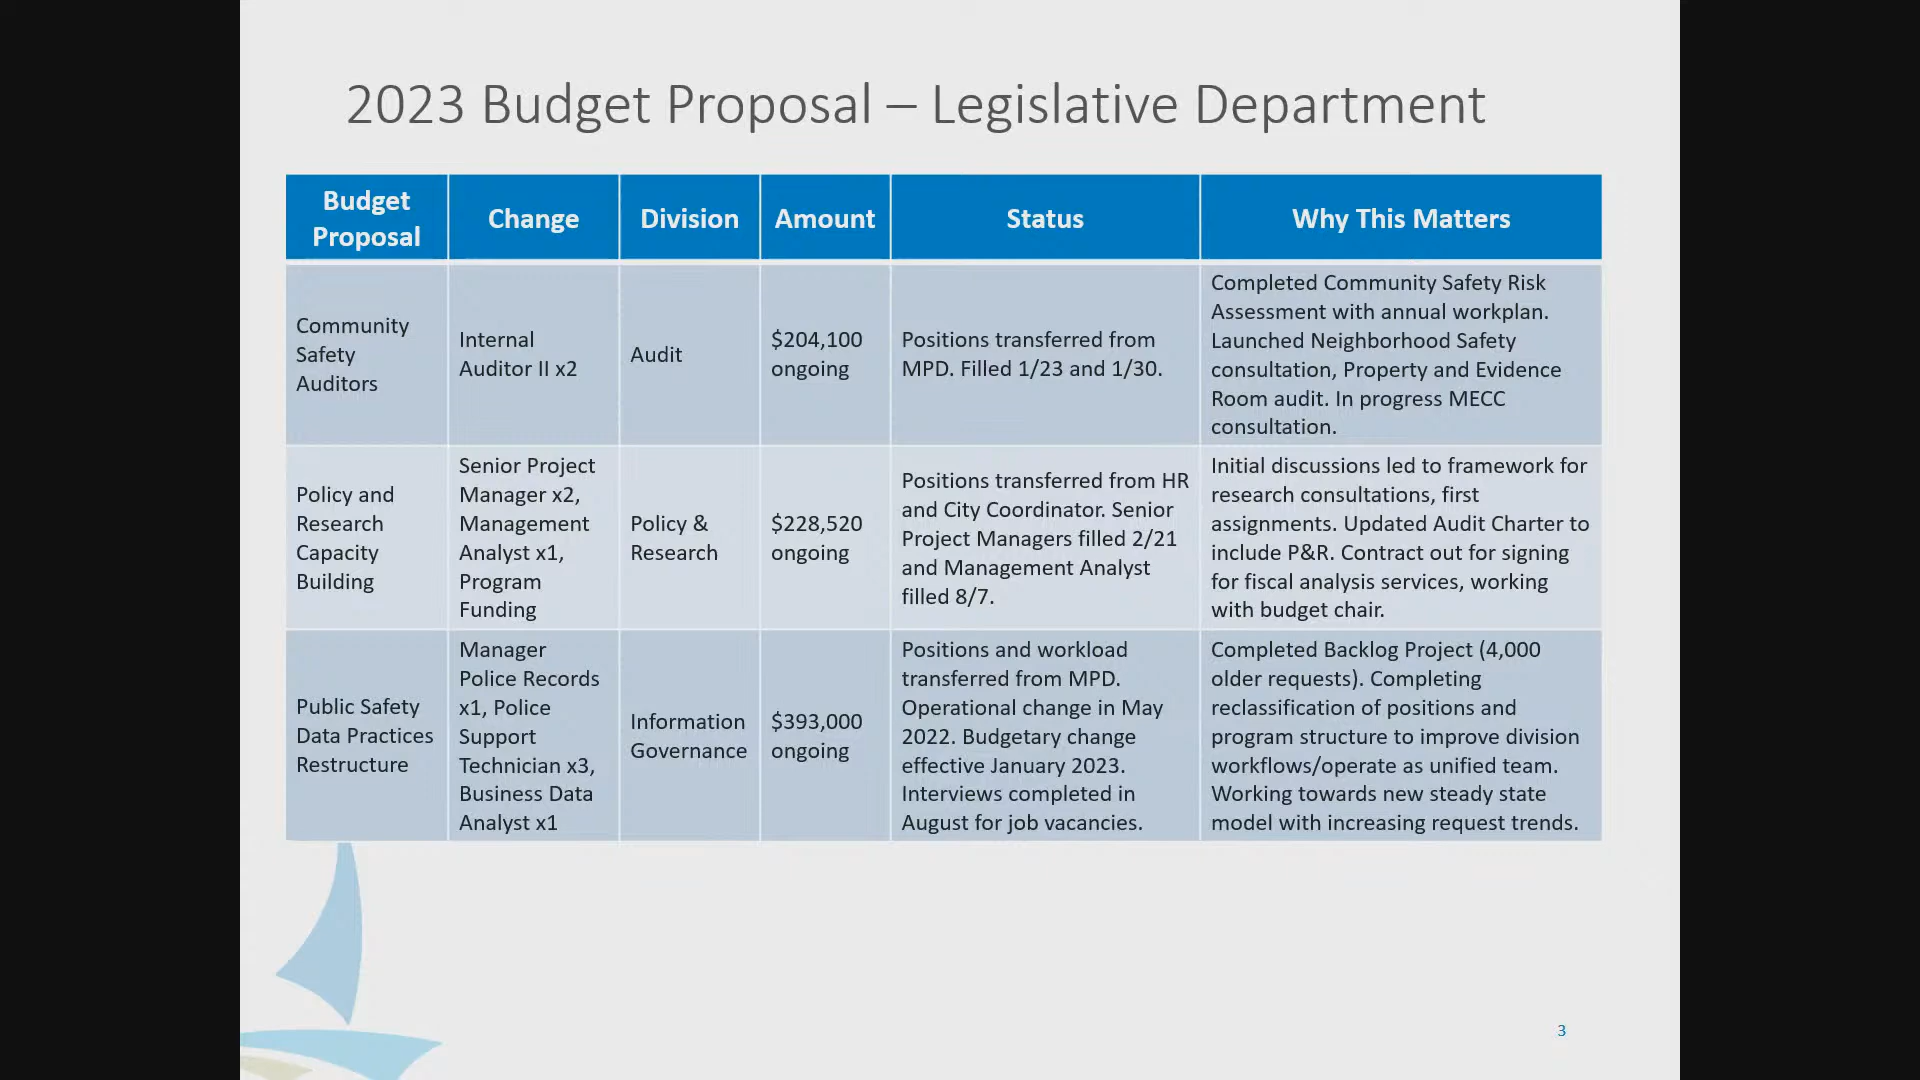 2023 Budget Proposal – Legislative Department
Budget
Proposal
Change
Division
Amount
Status
Why This Matters
Community
Safety
Auditors
Internal
Auditor II x2
Audit
$204,100
ongoing
Positions transferred from
MPD. Filled 1/23 and 1/30.
Completed Community Safety Risk
Assessment with annual workplan.
Launched Neighborhood Safety
consultation, Property and Evidence
Room audit. In progress MECC
consultation.
Policy and
Research
Capacity
Building
Senior Project
Manager x2,
Management
Analyst x1,
Program
Funding
Policy &
Research
$228,520
ongoing
Positions transferred from HR
and City Coordinator. Senior
Project Managers filled 2/21
and Management Analyst
filled 8/7.
Initial discussions led to framework for
research consultations, first
assignments. Updated Audit Charter to
include P&R. Contract out for signing
for fiscal analysis services, working
with budget chair.
Public Safety
Data Practices
Restructure
Manager
Police Records
x1, Police
Support
Technician x3,
Business Data
Analyst x1
Information
Governance
$393,000
ongoing
Positions and workload
transferred from MPD.
Operational change in May
2022. Budgetary change
effective January 2023.
Interviews completed in
August for job vacancies.
Completed Backlog Project (4,000
older requests). Completing
reclassification of positions and
program structure to improve division
workflows/operate as unified team.
Working towards new steady state
model with increasing request trends.
3